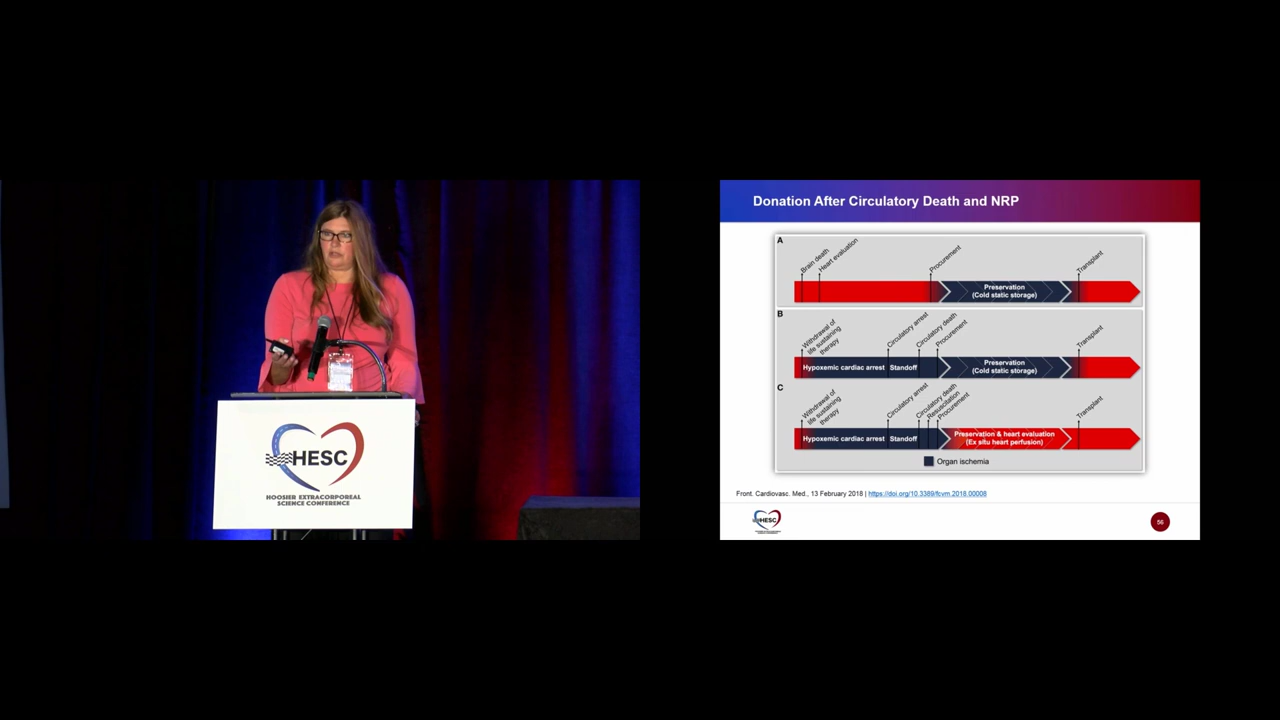 HESC
HOOSIER EXTRACORPOREAL
SCIENCE CONFERENCE
Donation After Circulatory Death and NRP
A
Brain death
Heart evaluation
Procurement
Transplant
Preservation
(Cold static storage)
B
Withdrawal of
life sustaining
therapy
Circulatory arrest
Circulatory death
Procurement
Transplant
Hypoxemic cardiac arrest
Standoff
Preservation
(Cold static storage)
C
Withdrawal of
life sustaining
therapy
Circulatory arrest
Circulatory death
Resuscitation
Procurement
Transplant
Hypoxemic cardiac arrest
Standoff
Preservation & heart evaluation
(Ex situ heart perfusion)
Organ ischemia
Front. Cardiovasc. Med., 13 February 2018 | https://doi.org/10.3389/fcvm.2018.00008
HESC
56